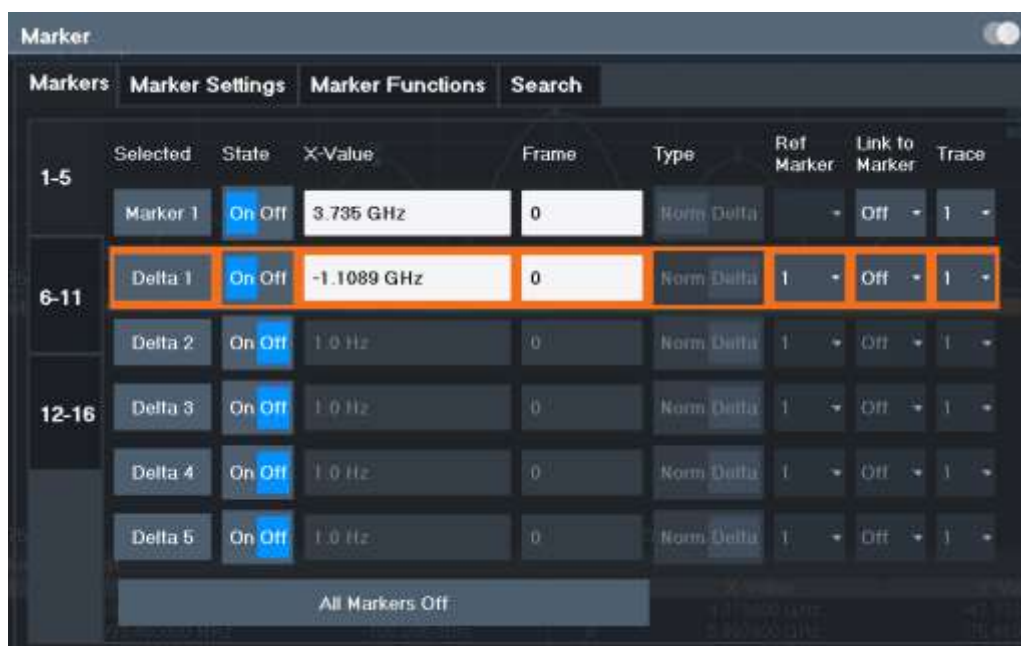 Marker
Markers Marker Settings Marker Functions Search
1-5
Selected State X-Value Frame Type Ref Marker Link to Marker Trace
Marker 1 On Off 3.735 GHz 0 Norm Delta Off 1
6-11
Delta 1 On Off -1.1089 GHz 0 Norm Delta 1 Off 1
Delta 2 On Off 1.0 Hz 0 Norm Delta 1 Off 1
12-16
Delta 3 On Off 1.0 Hz 0 Norm Delta 1 Off 1
Delta 4 On Off 1.0 Hz 0 Norm Delta 1 Off 1
Delta 5 On Off 1.0 Hz 0 Norm Delta 1 Off 1
All Markers Off